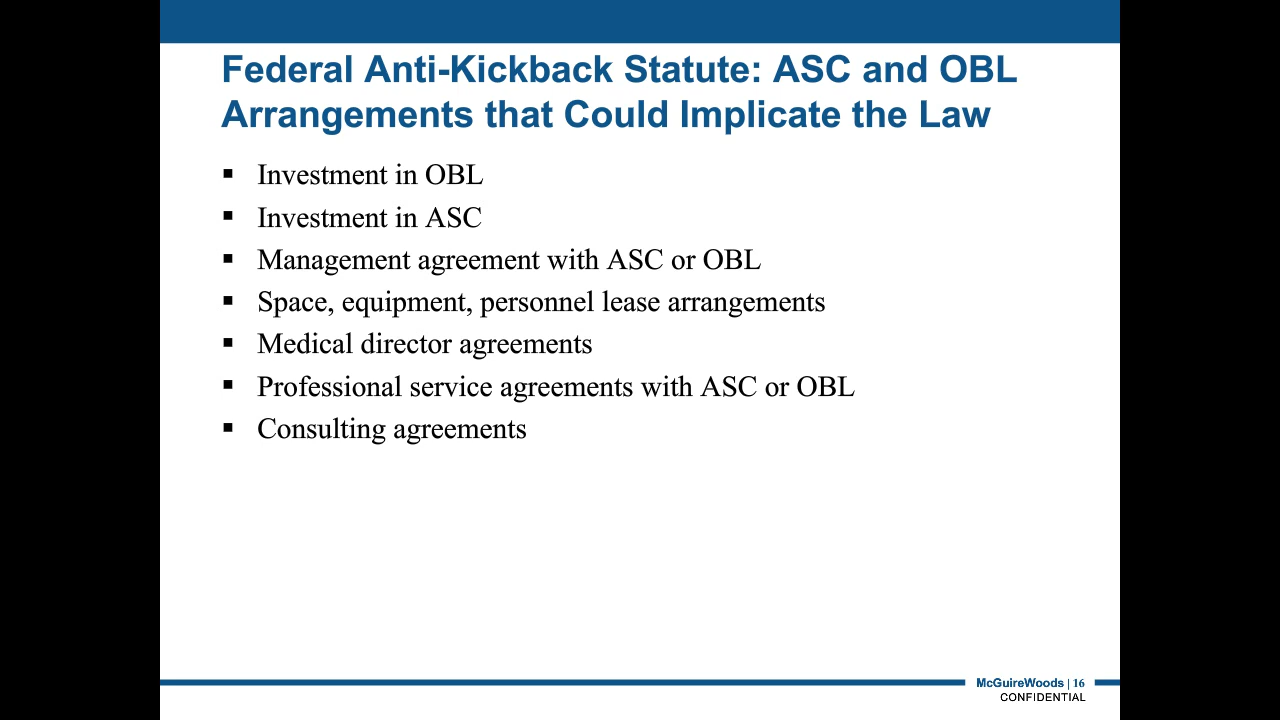 Federal Anti-Kickback Statute: ASC and OBL
Arrangements that Could Implicate the Law
▪ Investment in OBL
▪ Investment in ASC
▪ Management agreement with ASC or OBL
▪ Space, equipment, personnel lease arrangements
▪ Medical director agreements
▪ Professional service agreements with ASC or OBL
▪ Consulting agreements
McGuireWoods | 16
CONFIDENTIAL